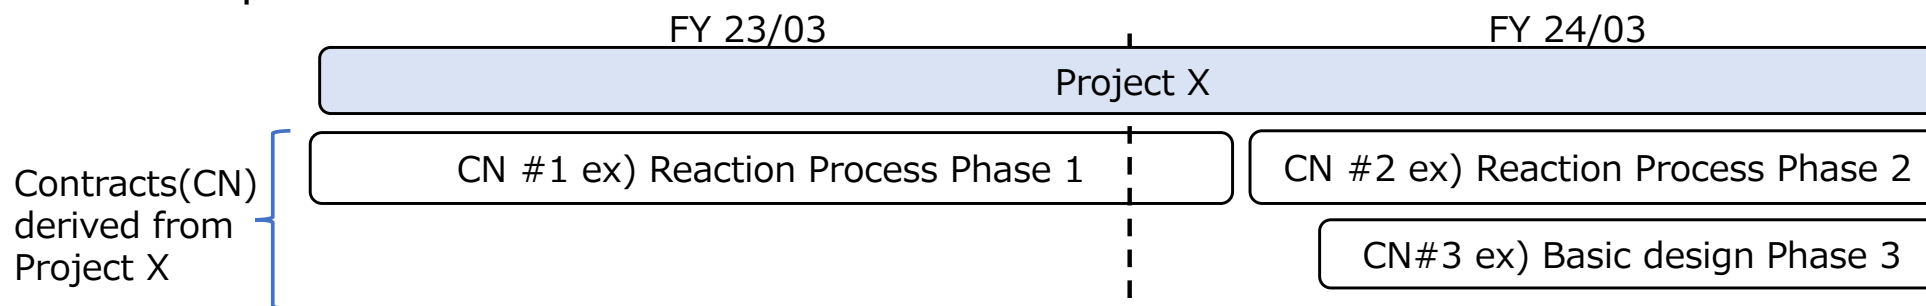 FY 23/03
FY 24/03
Project X
CN #1 ex) Reaction Process Phase 1
CN #2 ex) Reaction Process Phase 2
Contracts(CN)
derived from
Project X
CN#3 ex) Basic design Phase 3